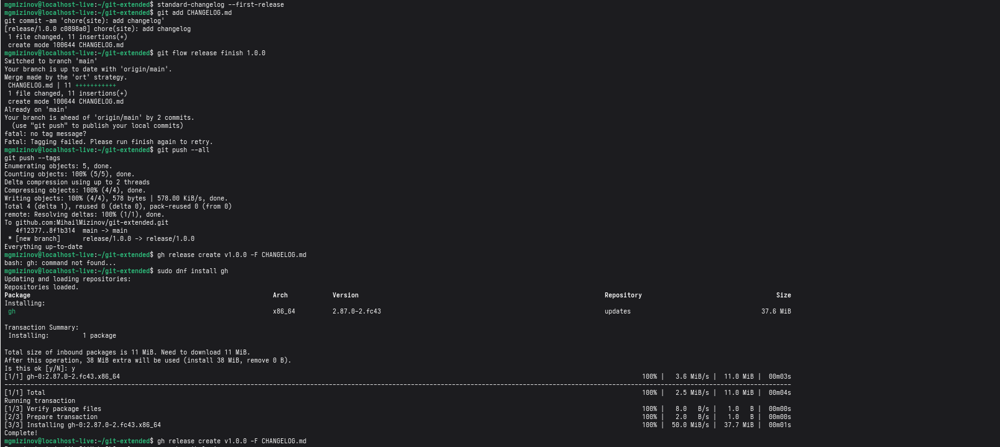 mgmizinov@localhost-live:~/git-extended$ standard-changelog --first-release
mgmizinov@localhost-live:~/git-extended$ git add CHANGELOG.md
git commit -am 'chore(site): add changelog'
[release/1.0.0 c0898a0] chore(site): add changelog
 1 file changed, 11 insertions(+)
 create mode 100644 CHANGELOG.md
mgmizinov@localhost-live:~/git-extended$ git flow release finish 1.0.0
Switched to branch 'main'
Your branch is up to date with 'origin/main'.
Merge made by the 'ort' strategy.
 CHANGELOG.md | 11 +++++++++++
 1 file changed, 11 insertions(+)
 create mode 100644 CHANGELOG.md
Already on 'main'
Your branch is ahead of 'origin/main' by 2 commits.
  (use "git push" to publish your local commits)
fatal: no tag message?
Fatal: Tagging failed. Please run finish again to retry.
mgmizinov@localhost-live:~/git-extended$ git push --all
git push --tags
Enumerating objects: 5, done.
Counting objects: 100% (5/5), done.
Delta compression using up to 2 threads
Compressing objects: 100% (4/4), done.
Writing objects: 100% (4/4), 578 bytes | 578.00 KiB/s, done.
Total 4 (delta 1), reused 0 (delta 0), pack-reused 0 (from 0)
remote: Resolving deltas: 100% (1/1), done.
To github.com:MihailMizinov/git-extended.git
   4f12377..8f1b314  main -> main
 * [new branch]      release/1.0.0 -> release/1.0.0
Everything up-to-date
mgmizinov@localhost-live:~/git-extended$ gh release create v1.0.0 -F CHANGELOG.md
bash: gh: command not found...
mgmizinov@localhost-live:~/git-extended$ sudo dnf install gh
Updating and loading repositories:
Repositories loaded.
Package Arch Version Repository Size
Installing:
 gh x86_64 2.87.0-2.fc43 updates 37.6 MiB
Transaction Summary:
 Installing:         1 package
Total size of inbound packages is 11 MiB. Need to download 11 MiB.
After this operation, 38 MiB extra will be used (install 38 MiB, remove 0 B).
Is this ok [y/N]: y
[1/1] gh-0:2.87.0-2.fc43.x86_64 100% |   3.6 MiB/s |  11.0 MiB |  00m03s
[1/1] Total 100% |   2.5 MiB/s |  11.0 MiB |  00m04s
Running transaction
[1/3] Verify package files 100% |   8.0   B/s |   1.0   B |  00m00s
[2/3] Prepare transaction 100% |   2.0   B/s |   1.0   B |  00m00s
[3/3] Installing gh-0:2.87.0-2.fc43.x86_64 100% |  50.0 MiB/s |  37.7 MiB |  00m01s
Complete!
mgmizinov@localhost-live:~/git-extended$ gh release create v1.0.0 -F CHANGELOG.md